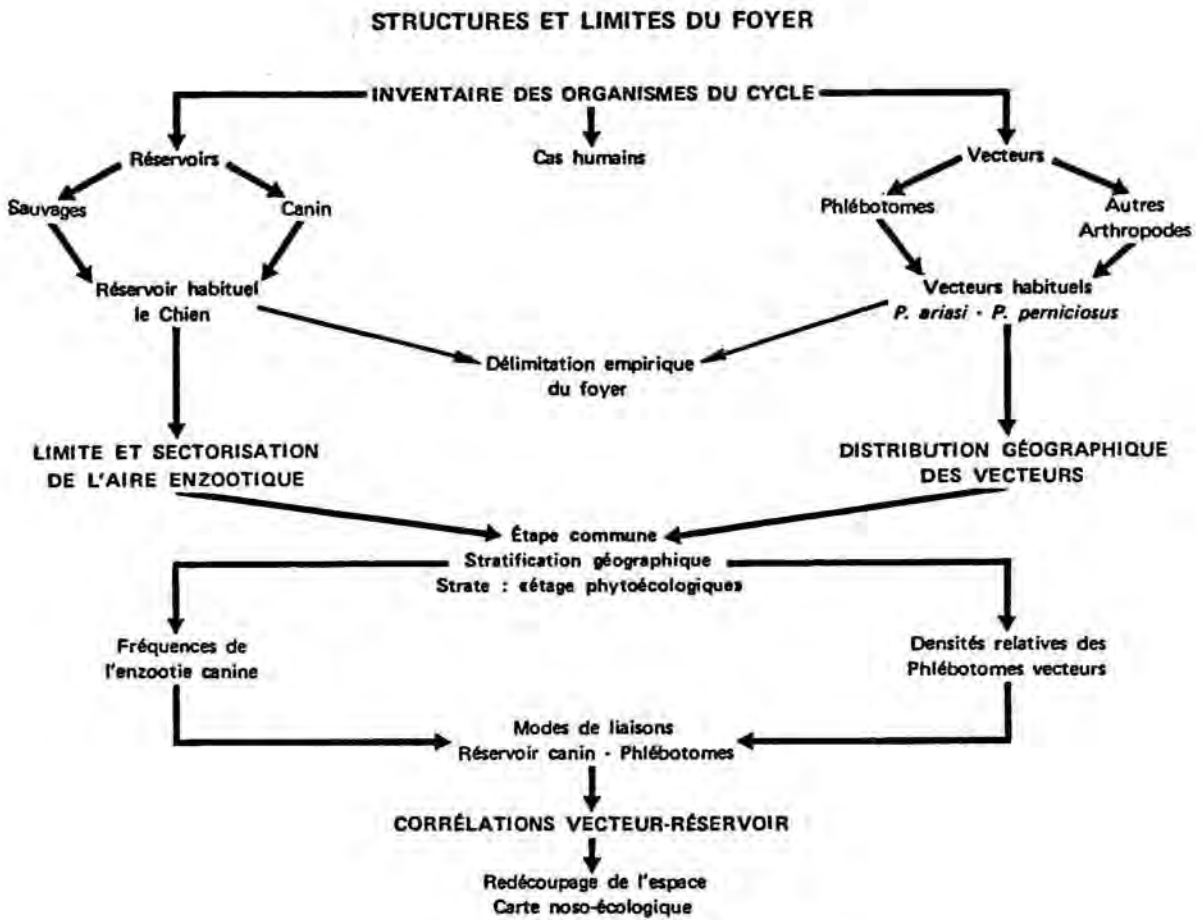 STRUCTURES ET LIMITES DU FOYER
INVENTAIRE DES ORGANISMES DU CYCLE
Réservoirs
Cas humains
Vecteurs
Sauvages
Canin
Phlébotomes
Autres
Arthropodes
Réservoir habituel
le Chien
Vecteurs habituels
P. ariasi - P. perniciosus
Délimitation empirique
du foyer
LIMITE ET SECTORISATION
DE L'AIRE ENZOOTIQUE
DISTRIBUTION GÉOGRAPHIQUE
DES VECTEURS
Étape commune
Stratification géographique
Strate : «étage phytoécologique»
Fréquences de
l'enzootie canine
Densités relatives des
Phlébotomes vecteurs
Modes de liaisons
Réservoir canin - Phlébotomes
CORRÉLATIONS VECTEUR-RÉSERVOIR
Redécoupage de l'espace
Carte noso-écologique